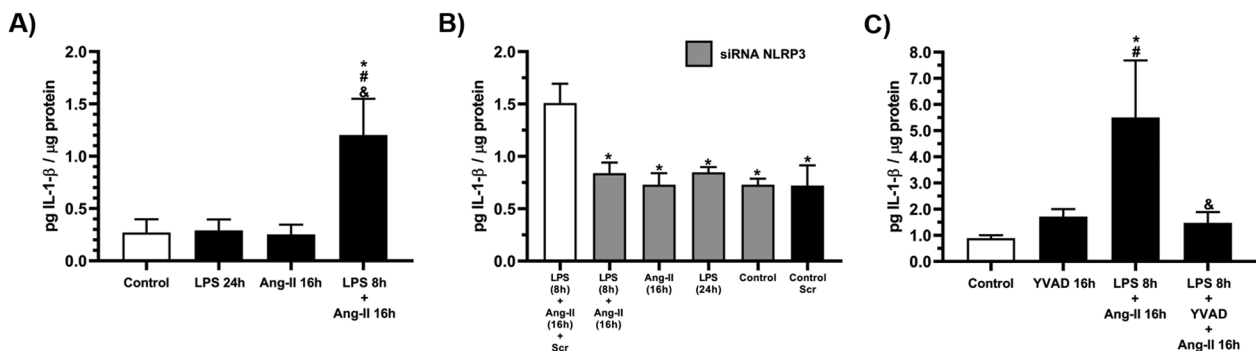 A)
pg IL-1-β / μg protein
2.0
1.5
1.0
0.5
0.0
*
#
&
Control
LPS 24h
Ang-II 16h
LPS 8h
+
Ang-II 16h
B)
pg IL-1-β / μg protein
2.0
1.5
1.0
0.5
0.0
siRNA NLRP3
*
*
*
*
*
LPS
(8h)
+
Ang-II
(16h)
+
Scr
LPS
(8h)
+
Ang-II
(16h)
Ang-II
(16h)
LPS
(24h)
Control
Control
Scr
C)
pg IL-1-β / μg protein
8.0
7.0
6.0
5.0
4.0
3.0
2.0
1.0
0.0
*
#
&
Control
YVAD 16h
LPS 8h
+
Ang-II 16h
LPS 8h
+
YVAD
+
Ang-II 16h